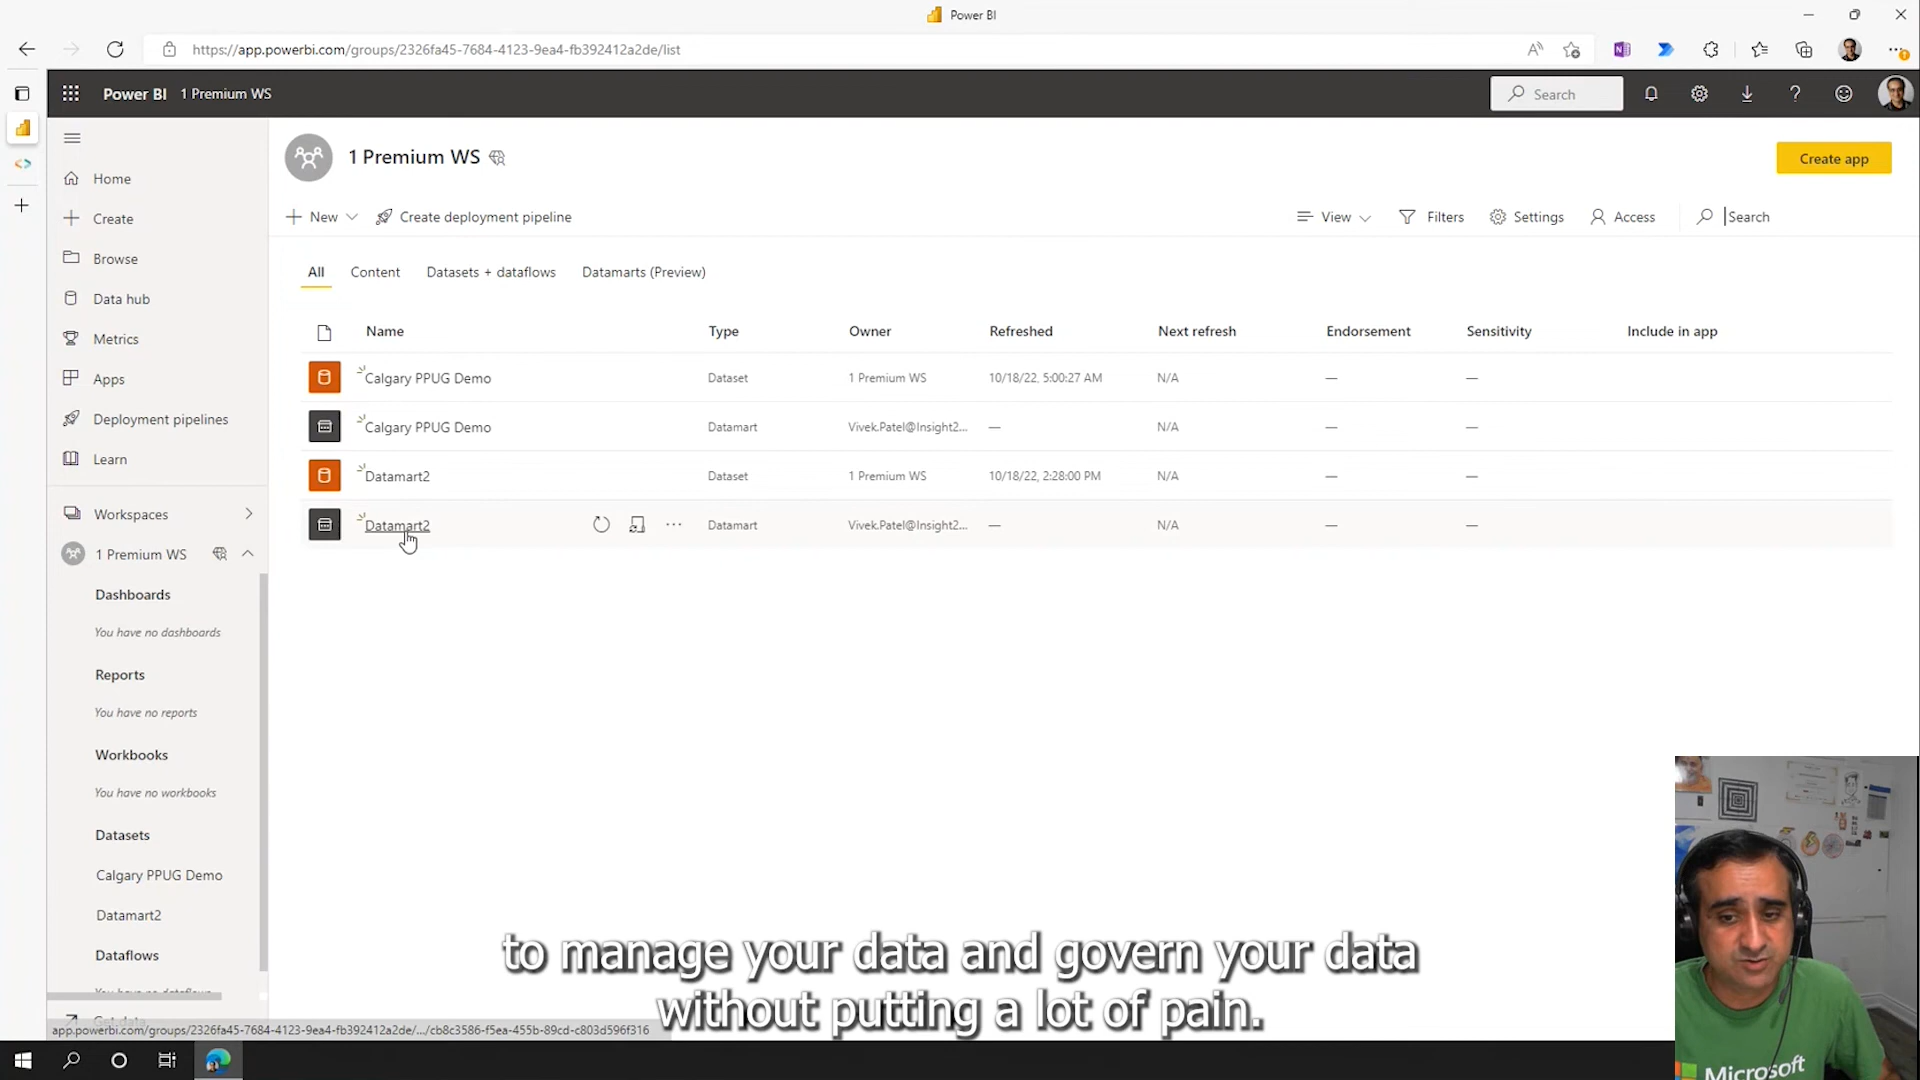 Power BI
https://app.powerbi.com/groups/2326fa45-7684-4123-9ea4-fb392412a2de/list
Power BI 1 Premium WS
Search
1 Premium WS
Create app
New
Create deployment pipeline
View
Filters
Settings
Access
Search
All
Content
Datasets + dataflows
Datamarts (Preview)
Name Type Owner Refreshed Next refresh Endorsement Sensitivity Include in app
Calgary PPUG Demo Dataset 1 Premium WS 10/18/22, 5:00:27 AM N/A — —
Calgary PPUG Demo Datamart Vivek.Patel@Insight2... — N/A — —
Datamart2 Dataset 1 Premium WS 10/18/22, 2:28:00 PM N/A — —
Datamart2 Datamart Vivek.Patel@Insight2... — N/A — —
Home
Create
Browse
Data hub
Metrics
Apps
Deployment pipelines
Learn
Workspaces
1 Premium WS
Dashboards
You have no dashboards
Reports
You have no reports
Workbooks
You have no workbooks
Datasets
Calgary PPUG Demo
Datamart2
Dataflows
You have no dataflows
Get data
app.powerbi.com/groups/2326fa45-7684-4123-9ea4-fb392412a2de/.../cb8c3586-f5ea-455b-89cd-c803d596f316
to manage your data and govern your data
without putting a lot of pain.
Microsoft